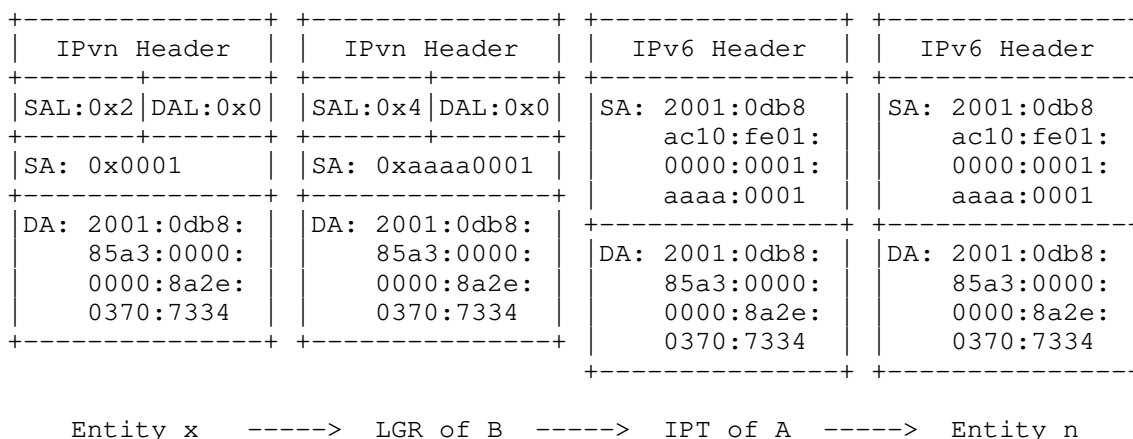 +---------------+ +---------------+ +---------------+ +---------------
|  IPvn Header  | |  IPvn Header  | |  IPv6 Header  | |  IPv6 Header
+-------+-------+ +-------+-------+ +---------------+ +---------------
|SAL:0x2|DAL:0x0| |SAL:0x4|DAL:0x0| |SA: 2001:0db8  | |SA: 2001:0db8
+-------+-------+ +-------+-------+ |    ac10:fe01: | |    ac10:fe01:
|SA: 0x0001     | |SA: 0xaaaa0001 | |    0000:0001: | |    0000:0001:
+---------------+ +---------------+ |    aaaa:0001  | |    aaaa:0001
|DA: 2001:0db8: | |DA: 2001:0db8: | +---------------+ +---------------
|    85a3:0000: | |    85a3:0000: | |DA: 2001:0db8: | |DA: 2001:0db8:
|    0000:8a2e: | |    0000:8a2e: | |    85a3:0000: | |    85a3:0000:
|    0370:7334  | |    0370:7334  | |    0000:8a2e: | |    0000:8a2e:
+---------------+ +---------------+ |    0370:7334  | |    0370:7334
                                    +---------------+ +---------------
    Entity x   ----->  LGR of B  ----->  IPT of A  ----->  Entity n